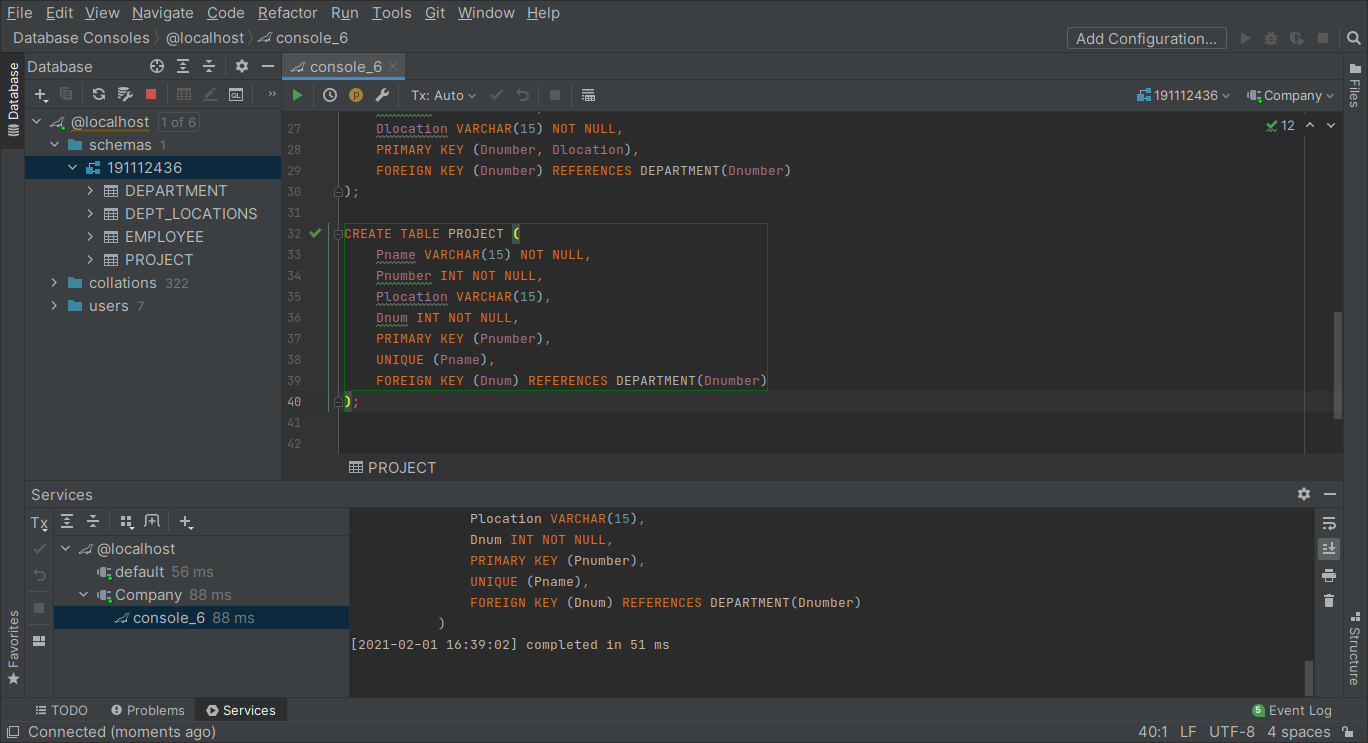 File Edit View Navigate Code Refactor Run Tools Git Window Help
Database Consoles @localhost console_6
Add Configuration...
Database
console_6
Database
Files
Tx: Auto
191112436
Company
@localhost 1 of 6
schemas 1
191112436
DEPARTMENT
DEPT_LOCATIONS
EMPLOYEE
PROJECT
collations 322
users 7
12
27 Dlocation VARCHAR(15) NOT NULL,
28 PRIMARY KEY (Dnumber, Dlocation),
29 FOREIGN KEY (Dnumber) REFERENCES DEPARTMENT(Dnumber)
30 );
31
32 CREATE TABLE PROJECT (
33 Pname VARCHAR(15) NOT NULL,
34 Pnumber INT NOT NULL,
35 Plocation VARCHAR(15),
36 Dnum INT NOT NULL,
37 PRIMARY KEY (Pnumber),
38 UNIQUE (Pname),
39 FOREIGN KEY (Dnum) REFERENCES DEPARTMENT(Dnumber)
40 );
41
42
PROJECT
Services
Tx
@localhost
default 56 ms
Company 88 ms
console_6 88 ms
Plocation VARCHAR(15),
Dnum INT NOT NULL,
PRIMARY KEY (Pnumber),
UNIQUE (Pname),
FOREIGN KEY (Dnum) REFERENCES DEPARTMENT(Dnumber)
)
[2021-02-01 16:39:02] completed in 51 ms
Favorites
Structure
TODO Problems Services
5 Event Log
Connected (moments ago)
40:1 LF UTF-8 4 spaces